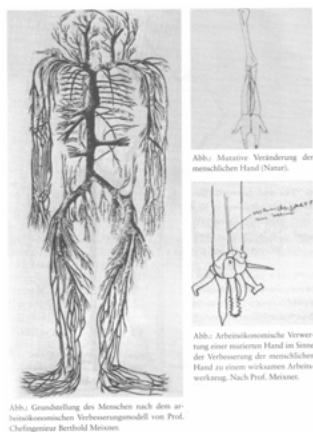 Abb.: Mutative Veränderung der
menschlichen Hand (Natur).
Abb.: Arbeitsökonomische Verwer-
tung einer mutierten Hand im Sinne
der Verbesserung der menschlichen
Hand zu einem wirksamen Arbeits-
werkzeug. Nach Prof. Meixner.
Abb.: Grundstellung des Menschen nach dem ar-
beitsökonomischen Verbesserungsmodell von Prof.
Chefingenieur Berthold Meixner.